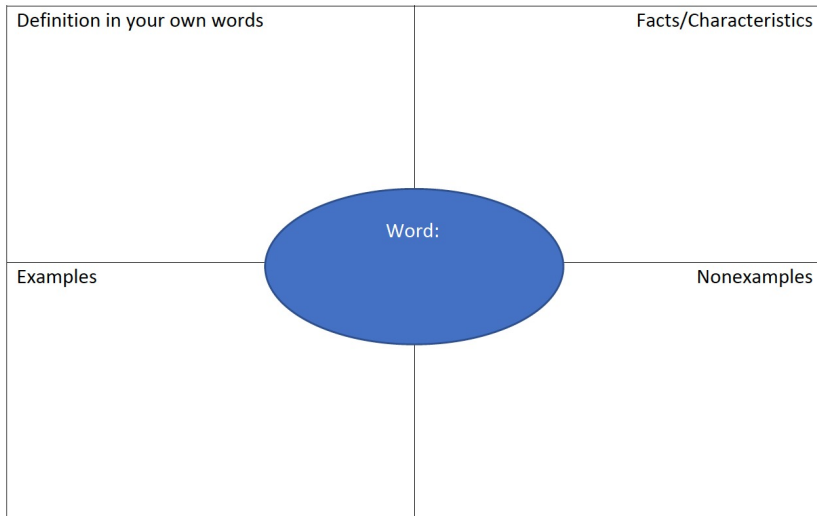 Definition in your own words
Facts/Characteristics
Word:
Examples
Nonexamples